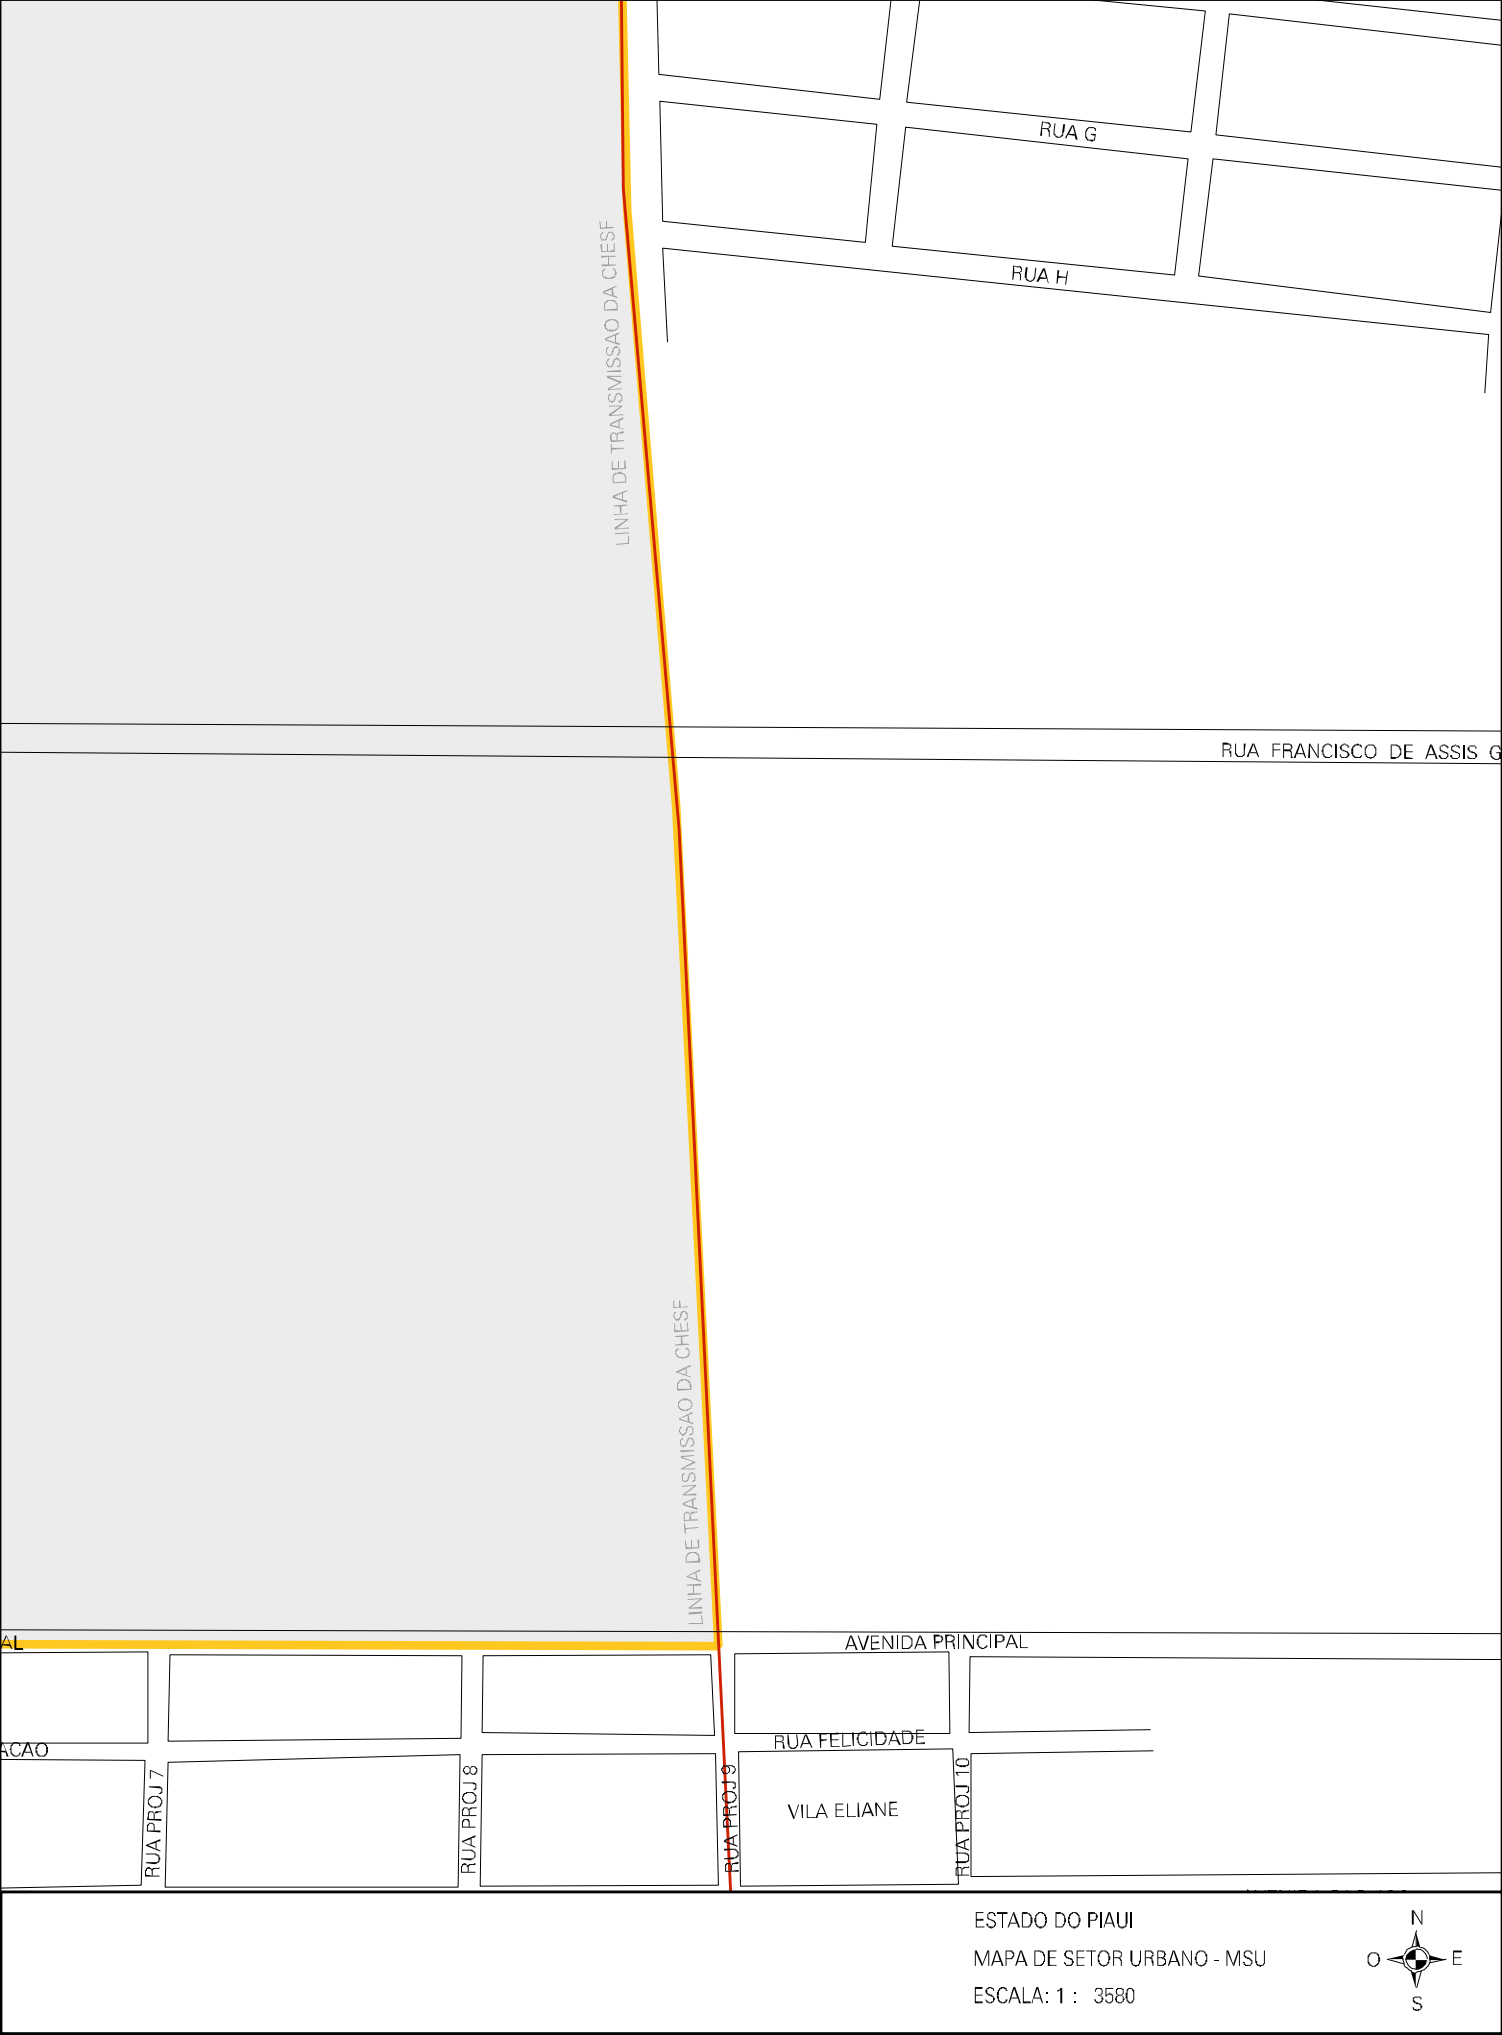 RUA G
RUA H
LINHA DE TRANSMISSAO DA CHESF
RUA FRANCISCO DE ASSIS G
LINHA DE TRANSMISSAO DA CHESF
AL
AVENIDA PRINCIPAL
RUA FELICIDADE
ACAO
RUA PROJ 7
RUA PROJ 8
RUA PROJ 9
VILA ELIANE
RUA PROJ 10
ESTADO DO PIAUI
MAPA DE SETOR URBANO - MSU
ESCALA: 1 : 3580
N
O E
S